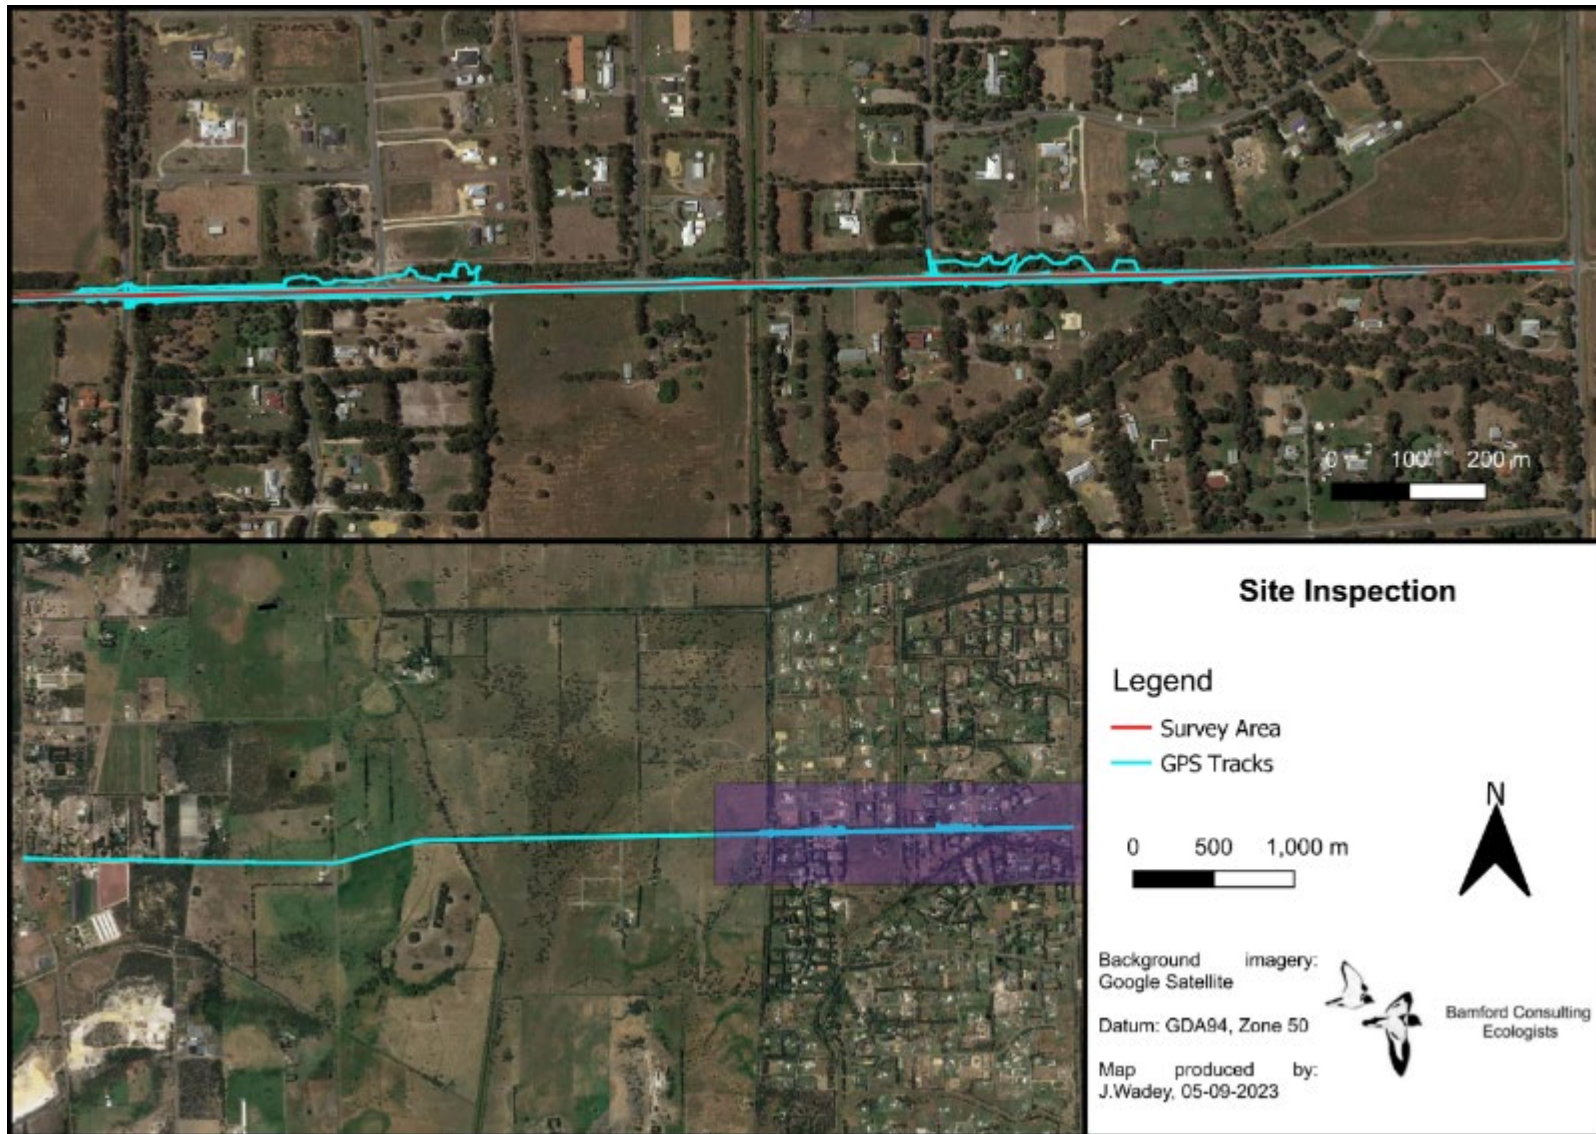 0 100 200 m
Site Inspection
Legend
Survey Area
GPS Tracks
N
0 500 1,000 m
Background imagery:
Google Satellite
Datum: GDA94, Zone 50
Map produced by:
J.Wadey, 05-09-2023
Bamford Consulting
Ecologists